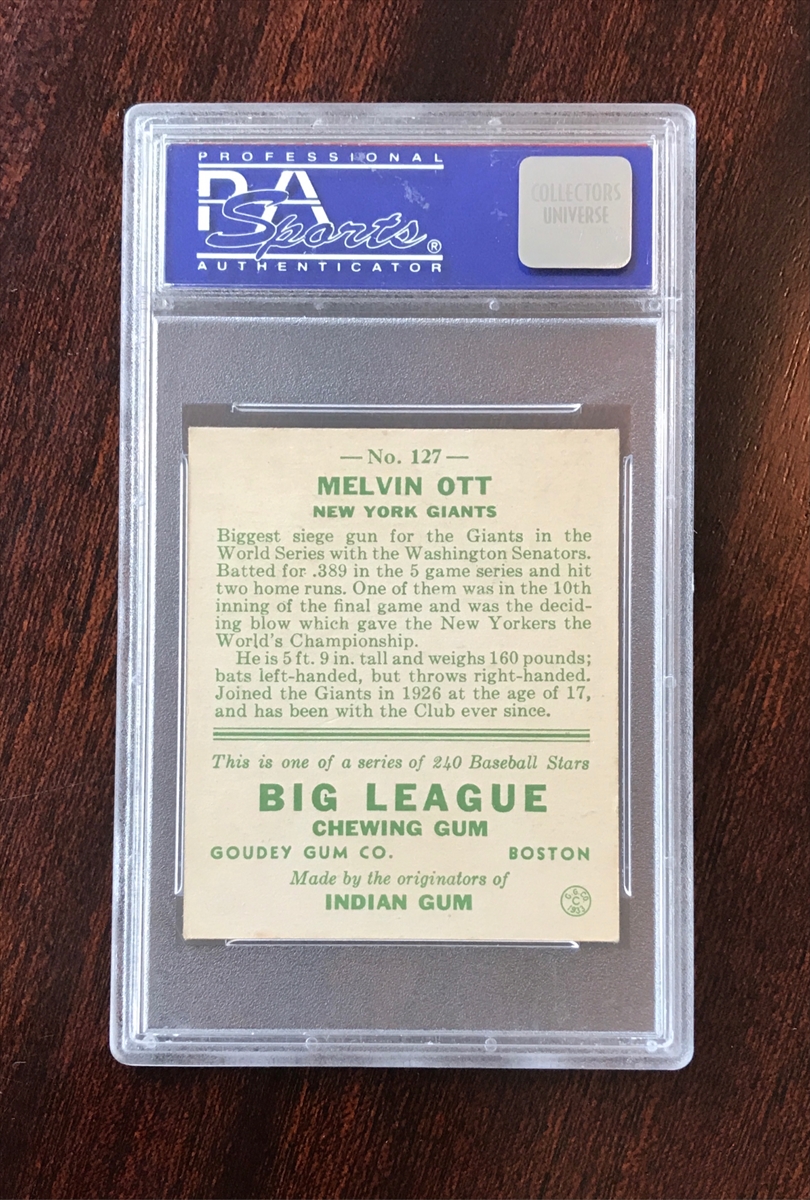 PROFESSIONAL
PSA
Sports®
AUTHENTICATOR
COLLECTORS
UNIVERSE
—No. 127—
MELVIN OTT
NEW YORK GIANTS
Biggest siege gun for the Giants in the
World Series with the Washington Senators.
Batted for .389 in the 5 game series and hit
two home runs. One of them was in the 10th
inning of the final game and was the decid-
ing blow which gave the New Yorkers the
World's Championship.
He is 5 ft. 9 in. tall and weighs 160 pounds;
bats left-handed, but throws right-handed.
Joined the Giants in 1926 at the age of 17,
and has been with the Club ever since.
This is one of a series of 240 Baseball Stars
BIG LEAGUE
CHEWING GUM
GOUDEY GUM CO. BOSTON
Made by the originators of
INDIAN GUM
G.G.CO.
C
1933